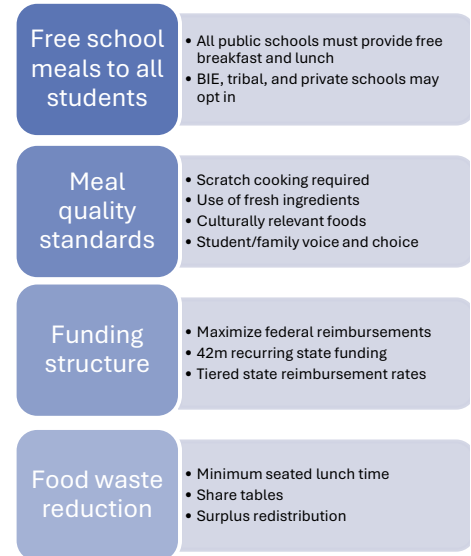 Free school
meals to all
students
• All public schools must provide free
breakfast and lunch
• BIE, tribal, and private schools may
opt in
Meal
quality
standards
• Scratch cooking required
• Use of fresh ingredients
• Culturally relevant foods
• Student/family voice and choice
Funding
structure
• Maximize federal reimbursements
• 42m recurring state funding
• Tiered state reimbursement rates
Food waste
reduction
• Minimum seated lunch time
• Share tables
• Surplus redistribution